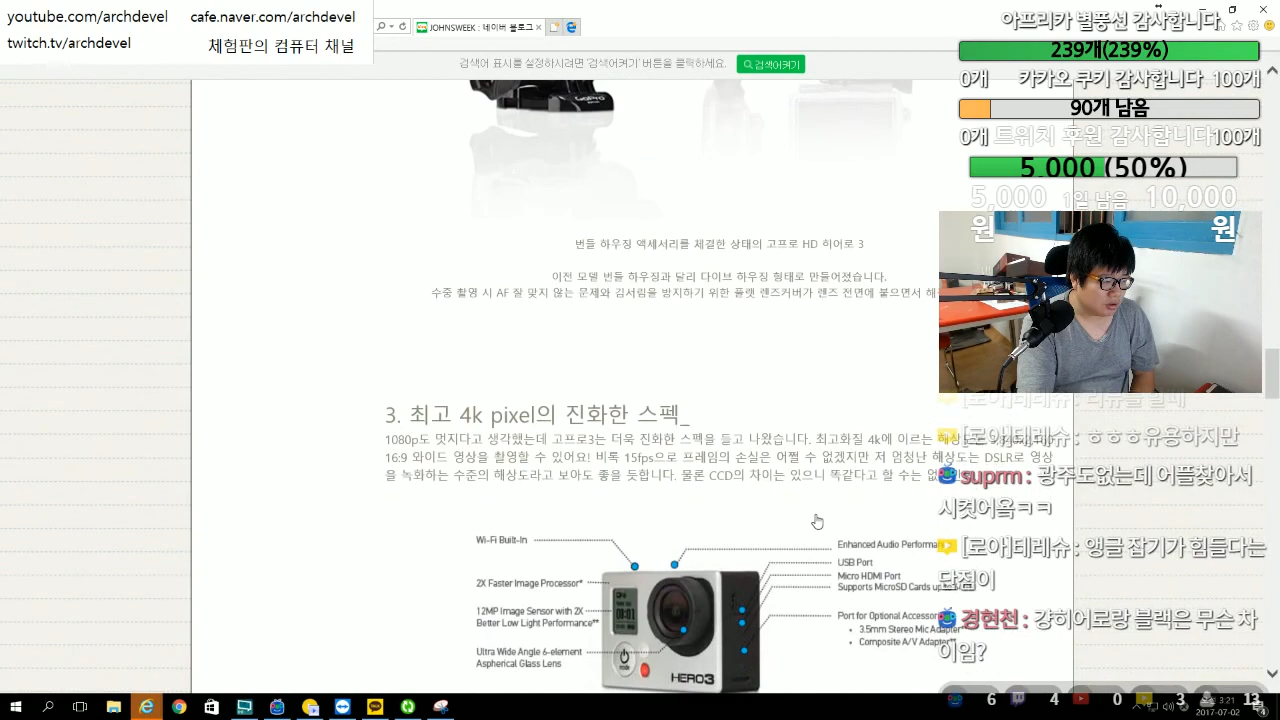 youtube.com/archdevel cafe.naver.com/archdevel
twitch.tv/archdevel 체험판의 컴퓨터 채널
JOHNSWEEK : 네이버 블로그
검색어 표시를 설정하시려면 '검색어켜기' 버튼을 클릭하세요.
검색어켜기
아프리카 별풍선 감사합니다
239개(239%)
0개 카카오 쿠키 감사합니다 100개
90개 남음
0개 트위치 후원 감사합니다 100개
5,000 (50%)
5,000원 1일 남음 10,000원
GoPro
번들 하우징 액세서리를 체결한 상태의 고프로 HD 히어로 3
이전 모델 번들 하우징과 달리 다이브 하우징 형태로 만들어졌습니다.
수중 촬영 시 AF 잘 맞지 않는 문제와 김서림을 방지하기 위한 플랫 렌즈커버가 렌즈 전면에 붙으면서 해
3. 최고 4k pixel의 진화한 스펙_
1080p도 멋지다고 생각했는데 고프로3는 더욱 진화한 스펙을 들고 나왔습니다. 최고화질 4k에 이르는
16:9 와이드 영상을 촬영할 수 있어요! 비록 15fps으로 프레임의 손실은 어쩔 수 없겠지만 저 엄청난 해상도는 DSLR로 영상
을 녹화하는 수준의 해상도라고 보아도 좋을 듯합니다. 물론 CCD의 차이는 있으니 똑같다고 할 수는
Wi-Fi Built-In
2X Faster Image Processor*
12MP Image Sensor with 2X
Better Low Light Performance**
Ultra Wide Angle 6-element
Aspherical Glass Lens
Enhanced Audio
USB Port
Micro HDMI Port
Supports MicroSD Cards
Port for Optional
• 3.5mm Stereo Mic Adapter
• Composite A/V Adapter**
HERO3
mode
[로아]테레슈 :
[로아]테레슈 : ㅎㅎㅎ유용하지만
suprm : 광주도없는데 어플찾아서
시켯어욬ㅋㅋ
[로아]테레슈 : 앵글 잡기가 힘들다는
단점이
경현천 : 걍히어로랑 블랙은 무슨 차
이임?
6 4 0 3 13
3:21
2017-07-02